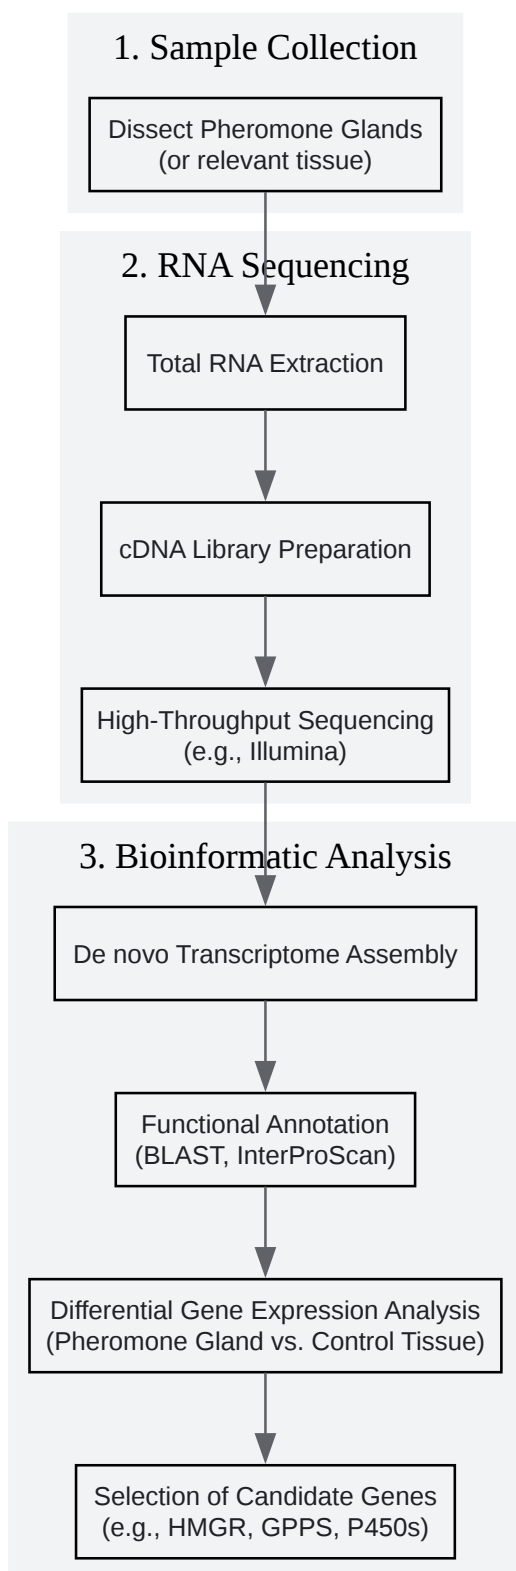 1. Sample Collection
Dissect Pheromone Glands
(or relevant tissue)
2. RNA Sequencing
Total RNA Extraction
cDNA Library Preparation
High-Throughput Sequencing
(e.g., Illumina)
3. Bioinformatic Analysis
De novo Transcriptome Assembly
Functional Annotation
(BLAST, InterProScan)
Differential Gene Expression Analysis
(Pheromone Gland vs. Control Tissue)
Selection of Candidate Genes
(e.g., HMGR, GPPS, P450s)